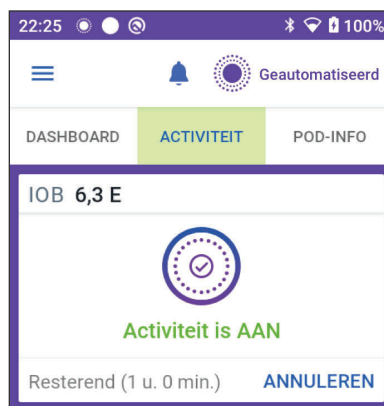 22:25 100%
Geautomatiseerd
DASHBOARD ACTIVITEIT POD-INFO
IOB 6,3 E
Activiteit is AAN
Resterend (1 u. 0 min.) ANNULEREN